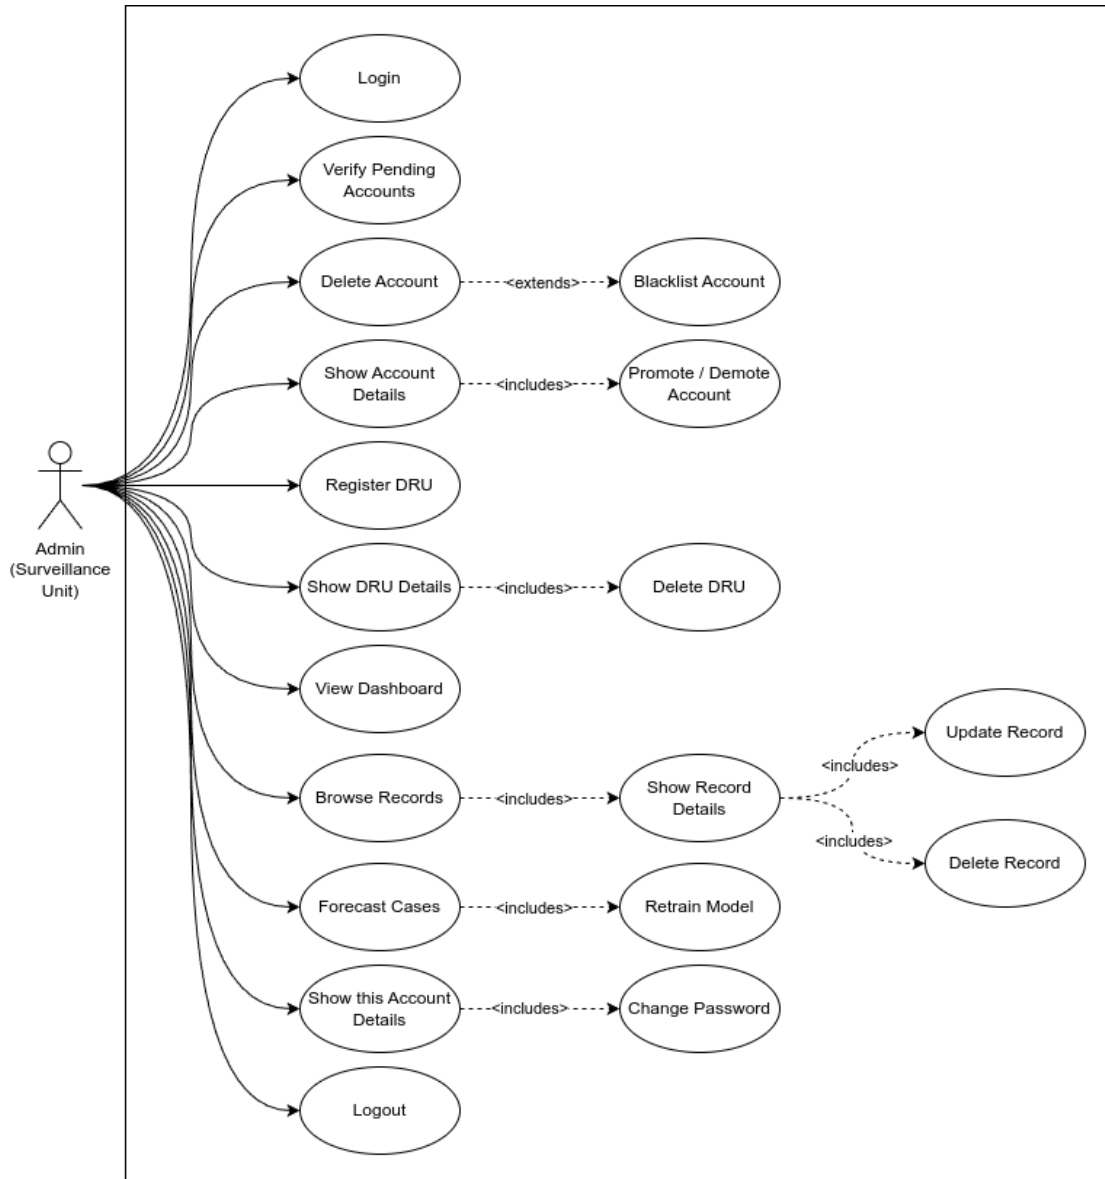 Login
Verify Pending
Accounts
Delete Account
<extends>
Blacklist Account
Show Account
Details
<includes>
Promote / Demote
Account
Admin
(Surveillance
Unit)
Register DRU
Show DRU Details
<includes>
Delete DRU
View Dashboard
Browse Records
<includes>
Show Record
Details
<includes>
Update Record
<includes>
Delete Record
Forecast Cases
<includes>
Retrain Model
Show this Account
Details
<includes>
Change Password
Logout